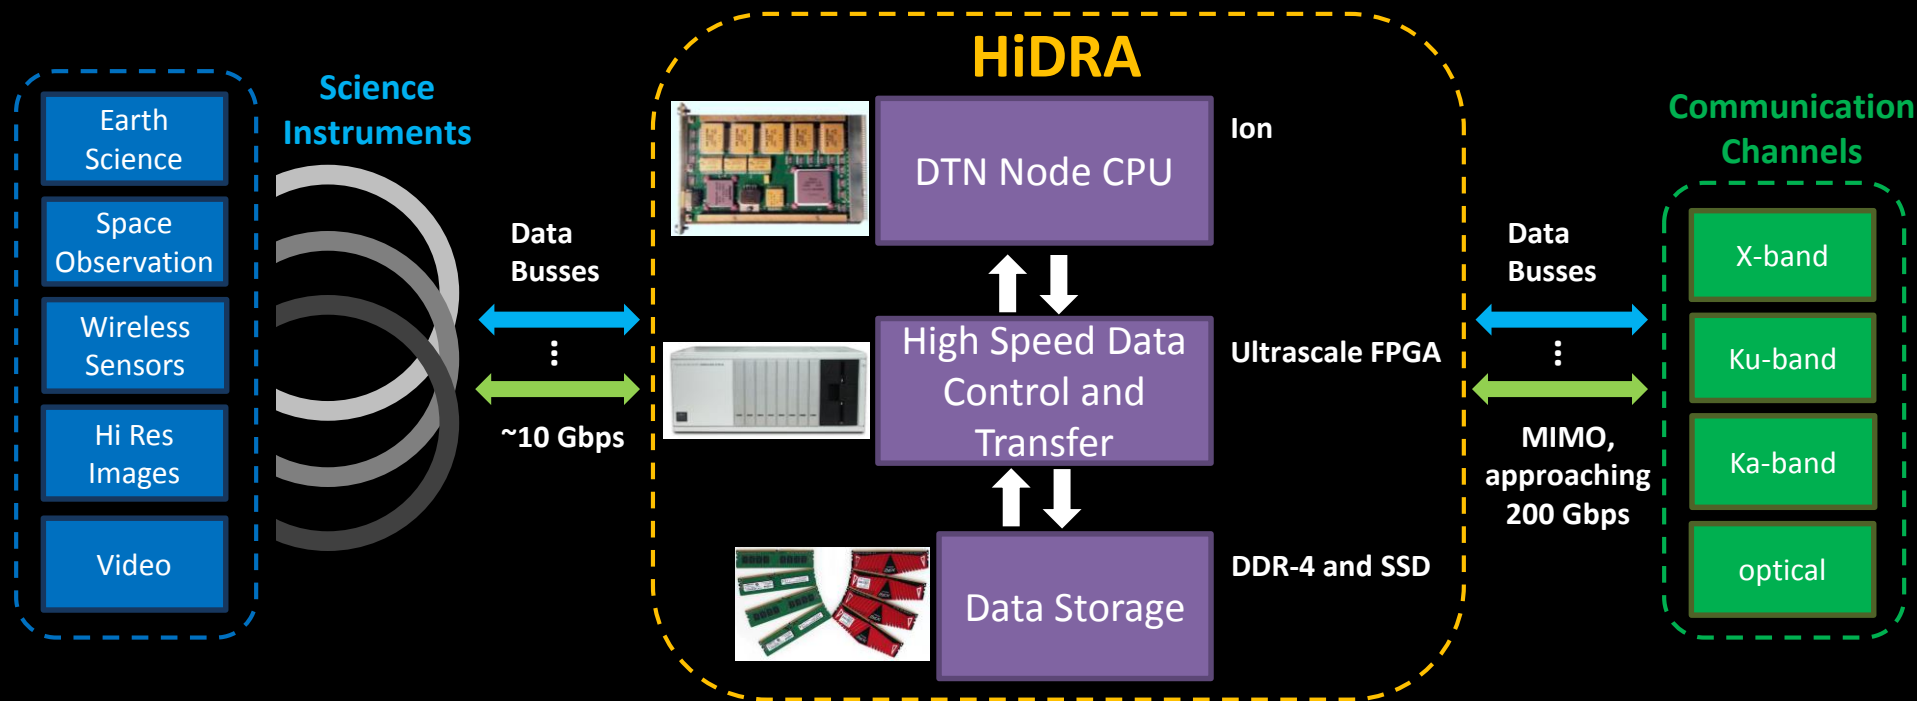 HiDRA
Science
Instruments
Earth
Science
Space
Observation
Wireless
Sensors
Hi Res
Images
Video
Data
Busses
...
~10 Gbps
DTN Node CPU
Ion
High Speed Data
Control and
Transfer
Ultrascale FPGA
Data Storage
DDR-4 and SSD
Data
Busses
...
MIMO,
approaching
200 Gbps
Communication
Channels
X-band
Ku-band
Ka-band
optical